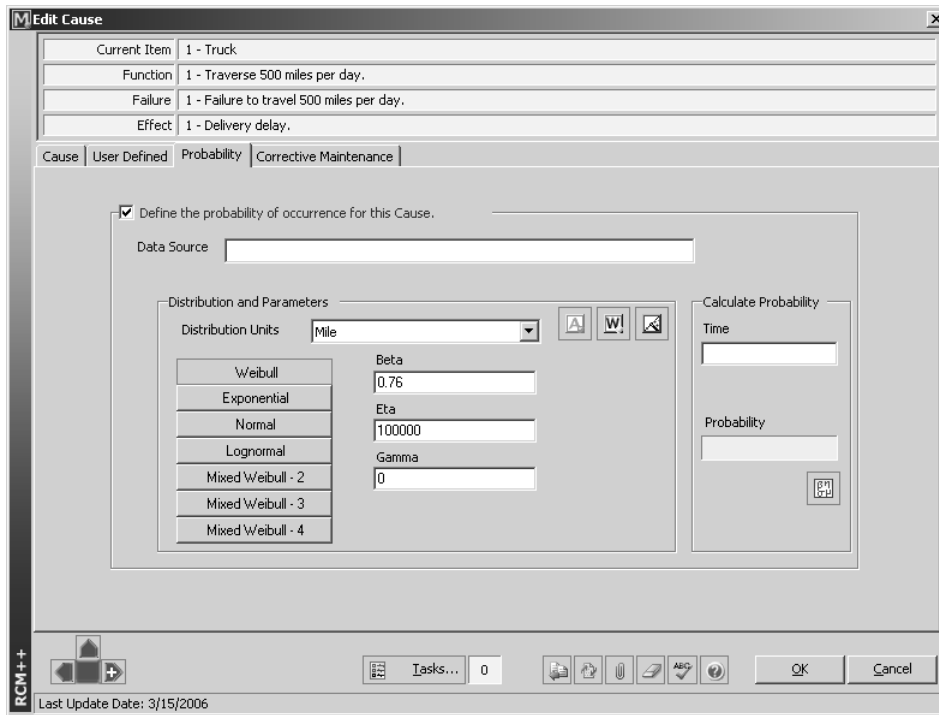 Edit Cause
Current Item 1 - Truck
Function 1 - Traverse 500 miles per day.
Failure 1 - Failure to travel 500 miles per day.
Effect 1 - Delivery delay.
Cause User Defined Probability Corrective Maintenance
Define the probability of occurrence for this Cause.
Data Source
Distribution and Parameters
Distribution Units Mile
Weibull
Exponential
Normal
Lognormal
Mixed Weibull - 2
Mixed Weibull - 3
Mixed Weibull - 4
Beta
0.76
Eta
100000
Gamma
0
A
W!
Calculate Probability
Time
Probability
βη
σμ
Tasks... 0
ABC
?
OK
Cancel
RCM++
Last Update Date: 3/15/2006